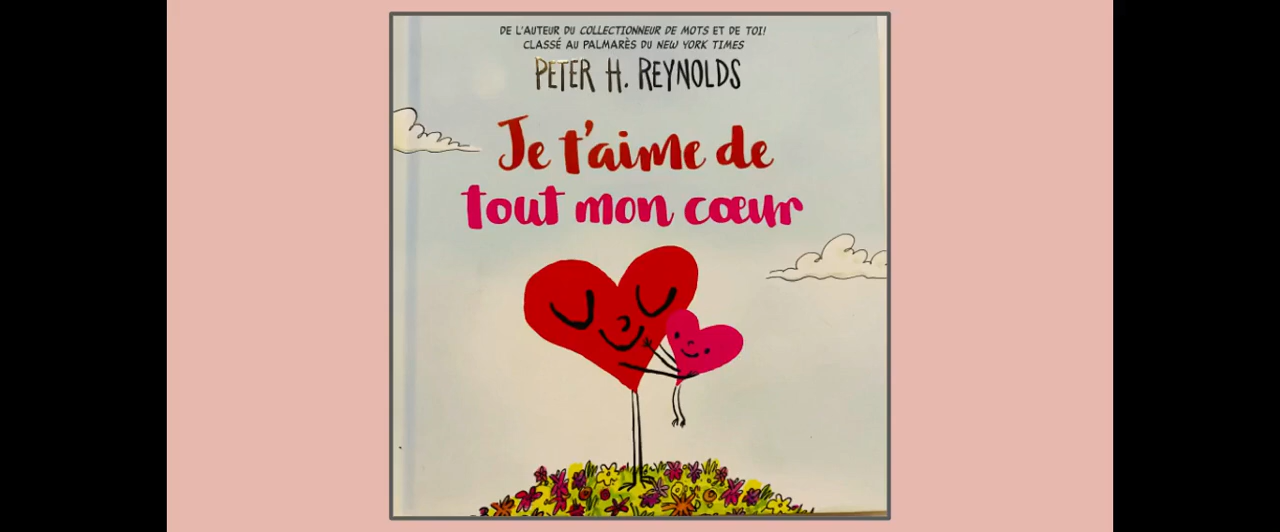 DE L'AUTEUR DU COLLECTIONNEUR DE MOTS ET DE TOI!
CLASSÉ AU PALMARÈS DU NEW YORK TIMES
PETER H. REYNOLDS
Je t'aime de
tout mon cœur